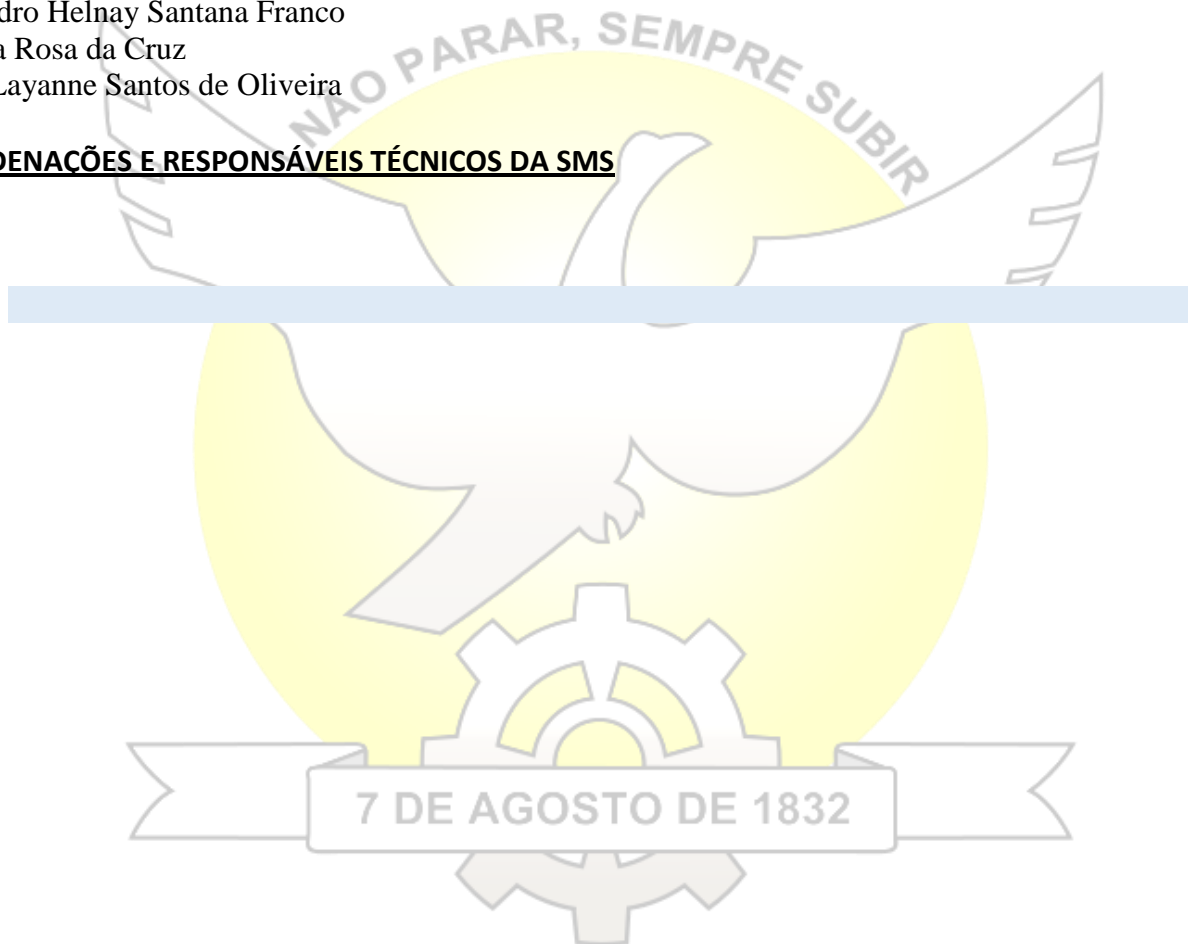 dro Helnay Santana Franco
a Rosa da Cruz
Layanne Santos de Oliveira
NÃO PARAR, SEMPRE SUBIR
DENAÇÕES E RESPONSÁVEIS TÉCNICOS DA SMS
7 DE AGOSTO DE 1832